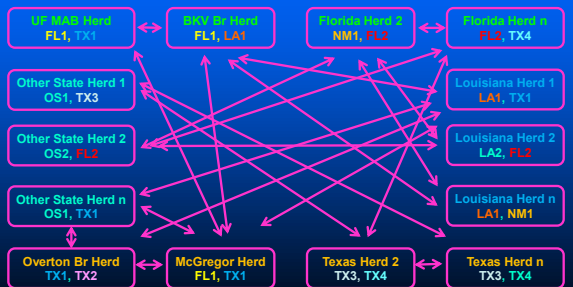 UF MAB Herd
FL1, TX1
BKV Br Herd
FL1, LA1
Florida Herd 2
NM1, FL2
Florida Herd n
FL2, TX4
Other State Herd 1
OS1, TX3
Louisiana Herd 1
LA1, TX1
Other State Herd 2
OS2, FL2
Louisiana Herd 2
LA2, FL2
Other State Herd n
OS1, TX1
Louisiana Herd n
LA1, NM1
Overton Br Herd
TX1, TX2
McGregor Herd
FL1, TX1
Texas Herd 2
TX3, TX4
Texas Herd n
TX3, TX4